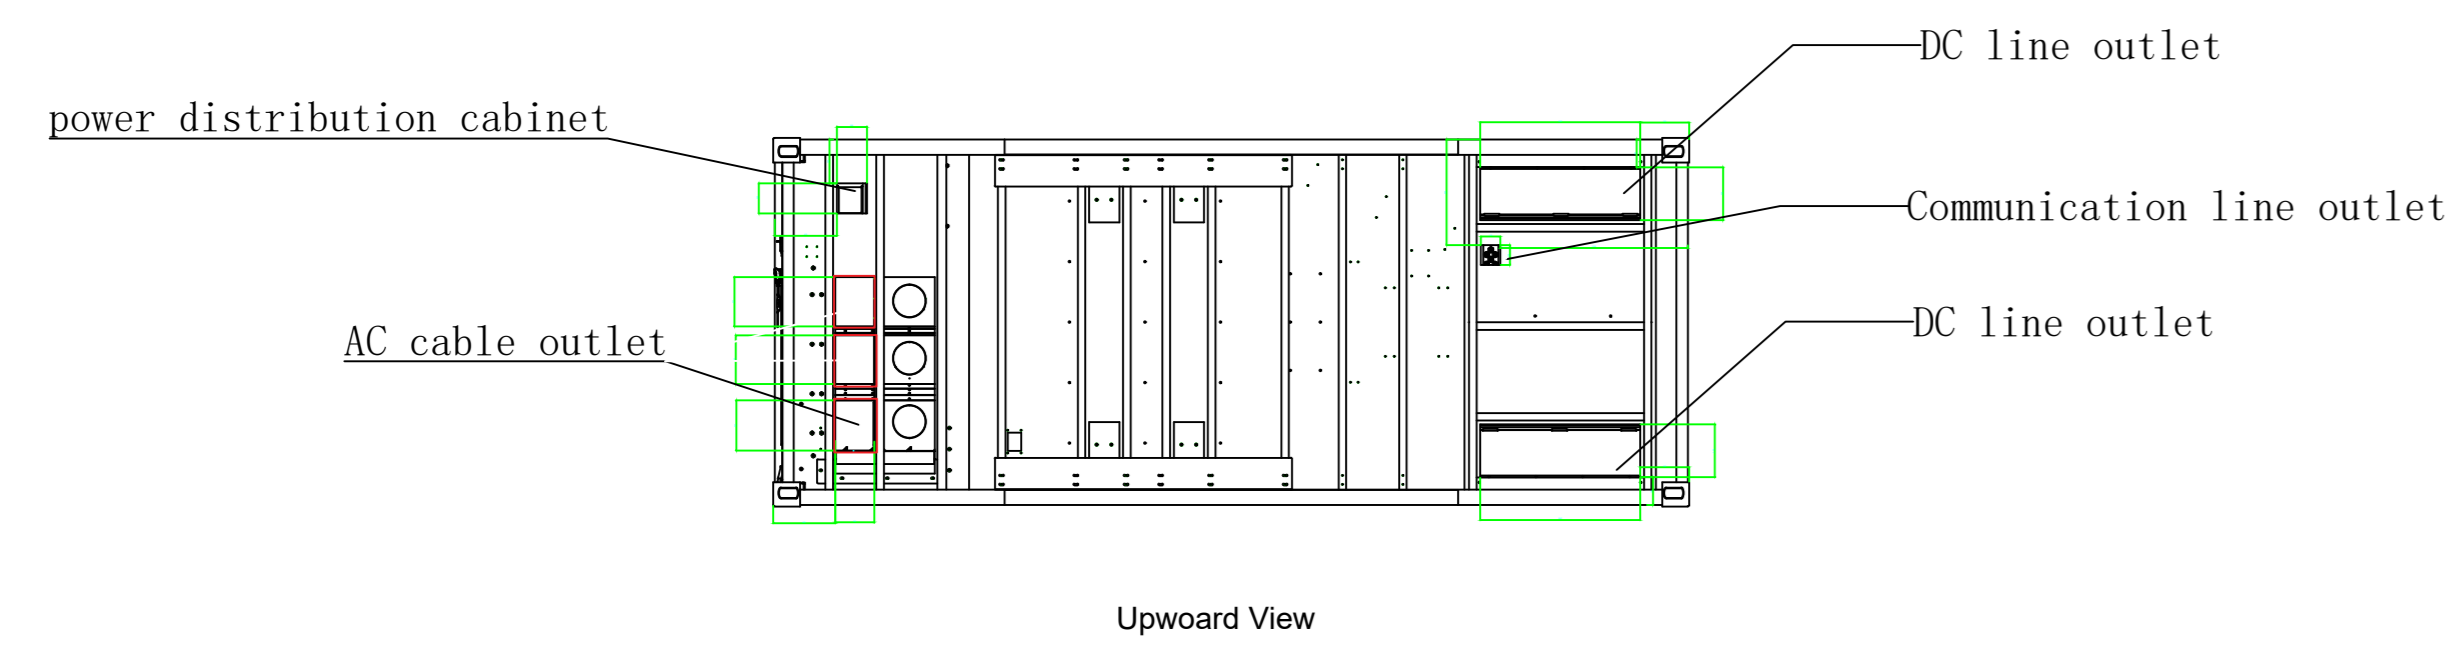 DC line outlet
power distribution cabinet
Communication line outlet
DC line outlet
AC cable outlet
Upwoard View